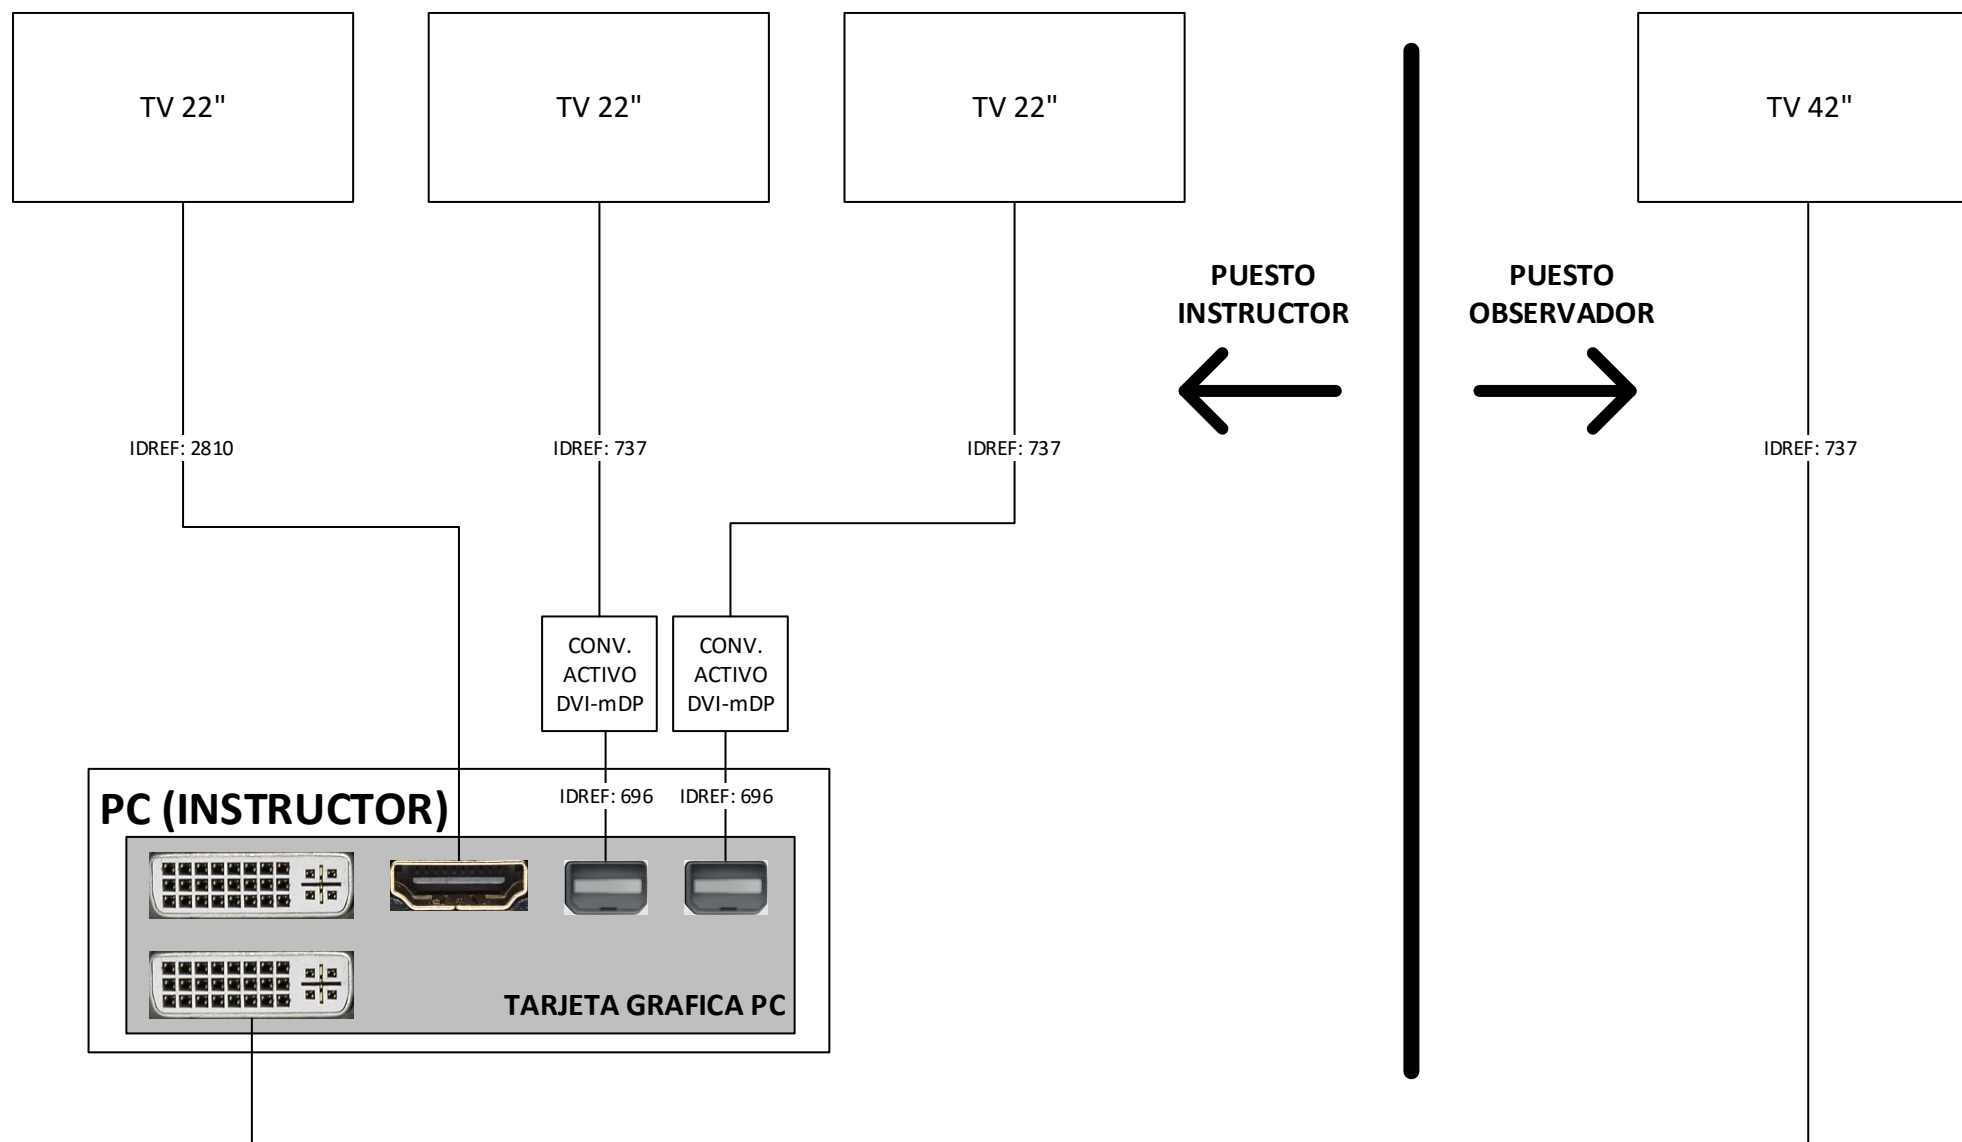 TV 22"
TV 22"
TV 22"
TV 42"
PUESTO
INSTRUCTOR
PUESTO
OBSERVADOR
IDREF: 2810
IDREF: 737
IDREF: 737
IDREF: 737
CONV.
ACTIVO
DVI-mDP
CONV.
ACTIVO
DVI-mDP
PC (INSTRUCTOR)
IDREF: 696
IDREF: 696
TARJETA GRAFICA PC